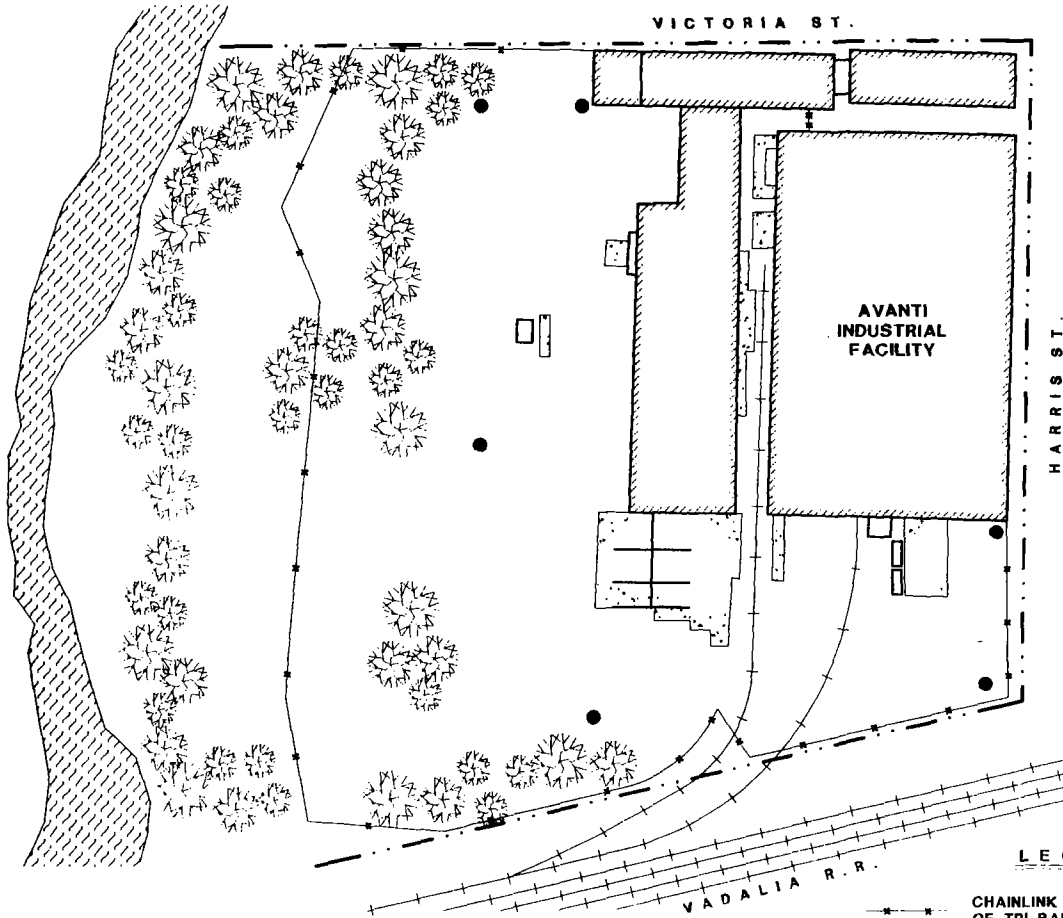 VICTORIA ST.
AVANTI
INDUSTRIAL
FACILITY
HARRIS ST.
VADALIA R.R.
CHAINLINK